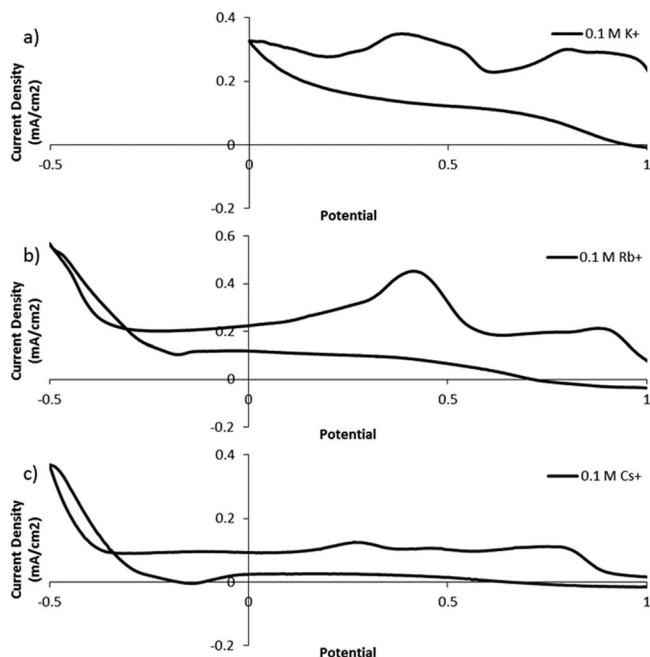 a)
0.4
0.1 M K+
0.2
0
-0.5
0
0.5
1
-0.2
Current Density
(mA/cm2)
Potential
b)
0.6
0.1 M Rb+
0.4
0.2
0
-0.5
0
0.5
1
-0.2
Current Density
(mA/cm2)
Potential
c)
0.4
0.1 M Cs+
0.2
0
-0.5
0
0.5
1
-0.2
Current Density
(mA/cm2)
Potential